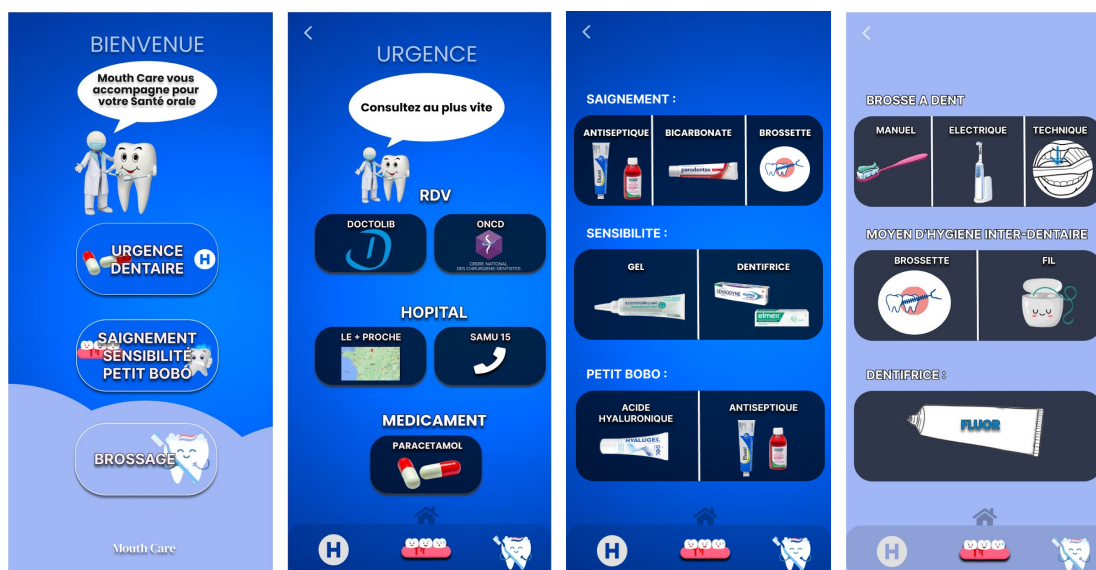 BIENVENUE
Mouth Care vous
accompagne pour
votre Santé orale
URGENCE
DENTAIRE
H
SAIGNEMENT
SENSIBILITÉ
PETIT BOBO
BROSSAGE
Mouth Care
URGENCE
Consultez au plus vite
RDV
DOCTOLIB
ONCD
ORDRE NATIONAL
DES CHIRURGIENS-DENTISTES
HOPITAL
LE + PROCHE
SAMU 15
MEDICAMENT
PARACETAMOL
H
SAIGNEMENT :
ANTISEPTIQUE
BICARBONATE
BROSSETTE
parodontax
SENSIBILITE :
GEL
DENTIFRICE
SENSODYNE
elmex
PETIT BOBO :
ACIDE
HYALURONIQUE
ANTISEPTIQUE
HYALUGEL
H
BROSSE A DENT
MANUEL
ELECTRIQUE
TECHNIQUE
MOYEN D'HYGIENE INTER-DENTAIRE
BROSSETTE
FIL
DENTIFRICE :
FLUOR
H